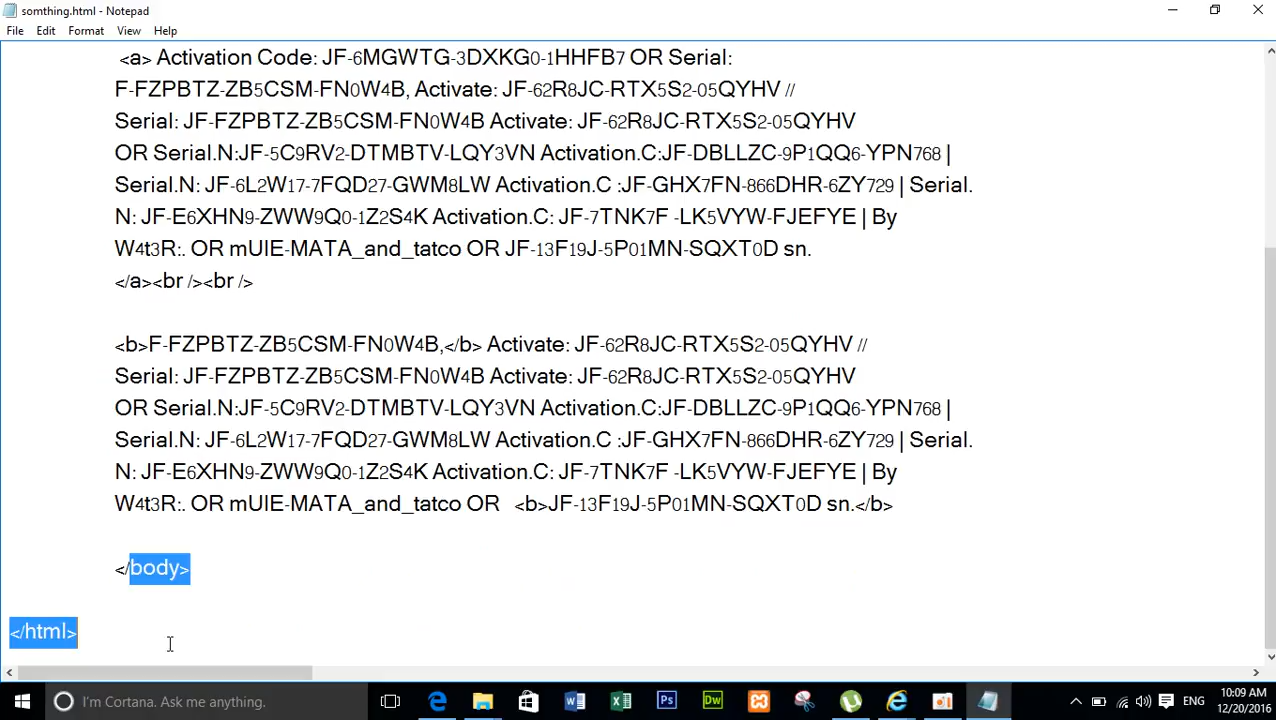 somthing.html - Notepad
File Edit Format View Help
<a> Activation Code: JF-6MGWTG-3DXKG0-1HHFB7 OR Serial:
F-FZPBTZ-ZB5CSM-FN0W4B, Activate: JF-62R8JC-RTX5S2-05QYHV //
Serial: JF-FZPBTZ-ZB5CSM-FN0W4B Activate: JF-62R8JC-RTX5S2-05QYHV
OR Serial.N:JF-5C9RV2-DTMBTV-LQY3VN Activation.C:JF-DBLLZC-9P1QQ6-YPN768 |
Serial.N: JF-6L2W17-7FQD27-GWM8LW Activation.C :JF-GHX7FN-866DHR-6ZY729 | Serial.
N: JF-E6XHN9-ZWW9Q0-1Z2S4K Activation.C: JF-7TNK7F -LK5VYW-FJEFYE | By
W4t3R:. OR mUIE-MATA_and_tatco OR JF-13F19J-5P01MN-SQXT0D sn.
</a><br /><br />
<b>F-FZPBTZ-ZB5CSM-FN0W4B,</b> Activate: JF-62R8JC-RTX5S2-05QYHV //
Serial: JF-FZPBTZ-ZB5CSM-FN0W4B Activate: JF-62R8JC-RTX5S2-05QYHV
OR Serial.N:JF-5C9RV2-DTMBTV-LQY3VN Activation.C:JF-DBLLZC-9P1QQ6-YPN768 |
Serial.N: JF-6L2W17-7FQD27-GWM8LW Activation.C :JF-GHX7FN-866DHR-6ZY729 | Serial.
N: JF-E6XHN9-ZWW9Q0-1Z2S4K Activation.C: JF-7TNK7F -LK5VYW-FJEFYE | By
W4t3R:. OR mUIE-MATA_and_tatco OR <b>JF-13F19J-5P01MN-SQXT0D sn.</b>
</body>
</html>
I'm Cortana. Ask me anything.
Ps
Dw
ENG
10:09 AM
12/20/2016